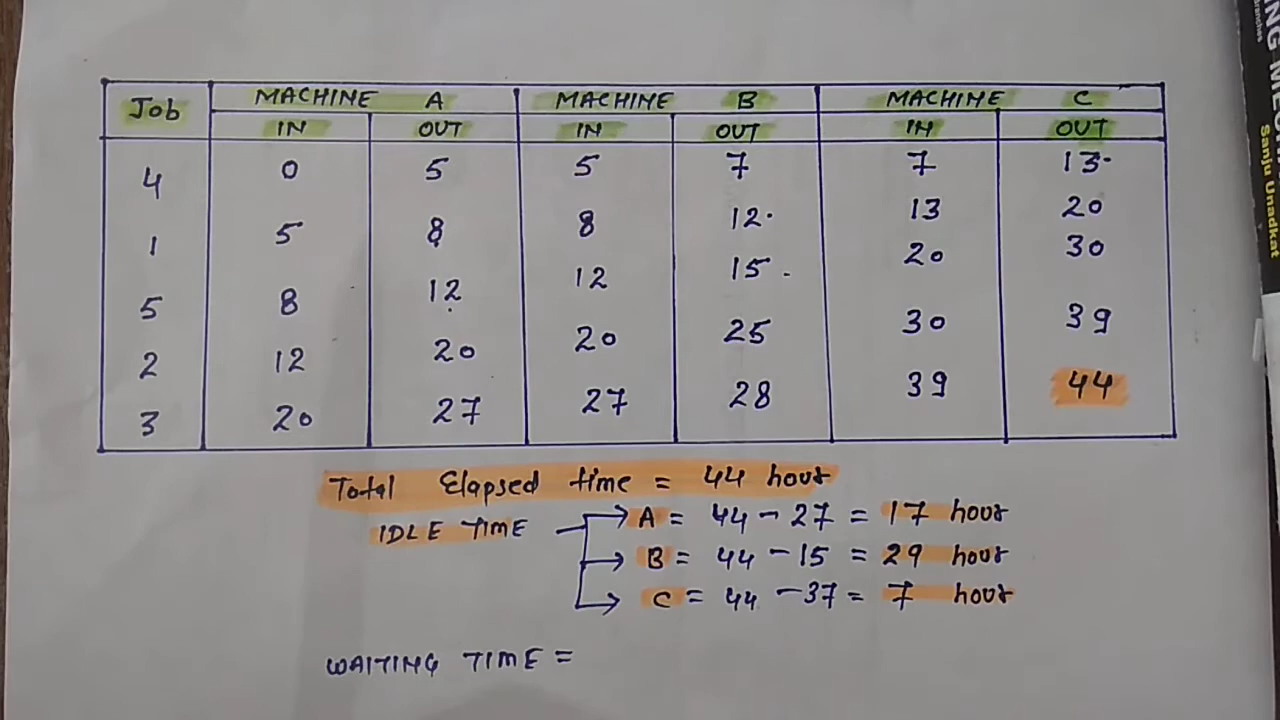 Job MACHINE A MACHINE B MACHINE C
IN OUT IN OUT IN OUT
4 0 5 5 7 7 13
1 5 8 8 12 13 20
5 8 12 12 15 20 30
2 12 20 20 25 30 39
3 20 27 27 28 39 44
Total Elapsed time = 44 hour
IDLE TIME A = 44 - 27 = 17 hour
B = 44 - 15 = 29 hour
C = 44 - 37 = 7 hour
WAITING TIME =
Sanju Unadkat